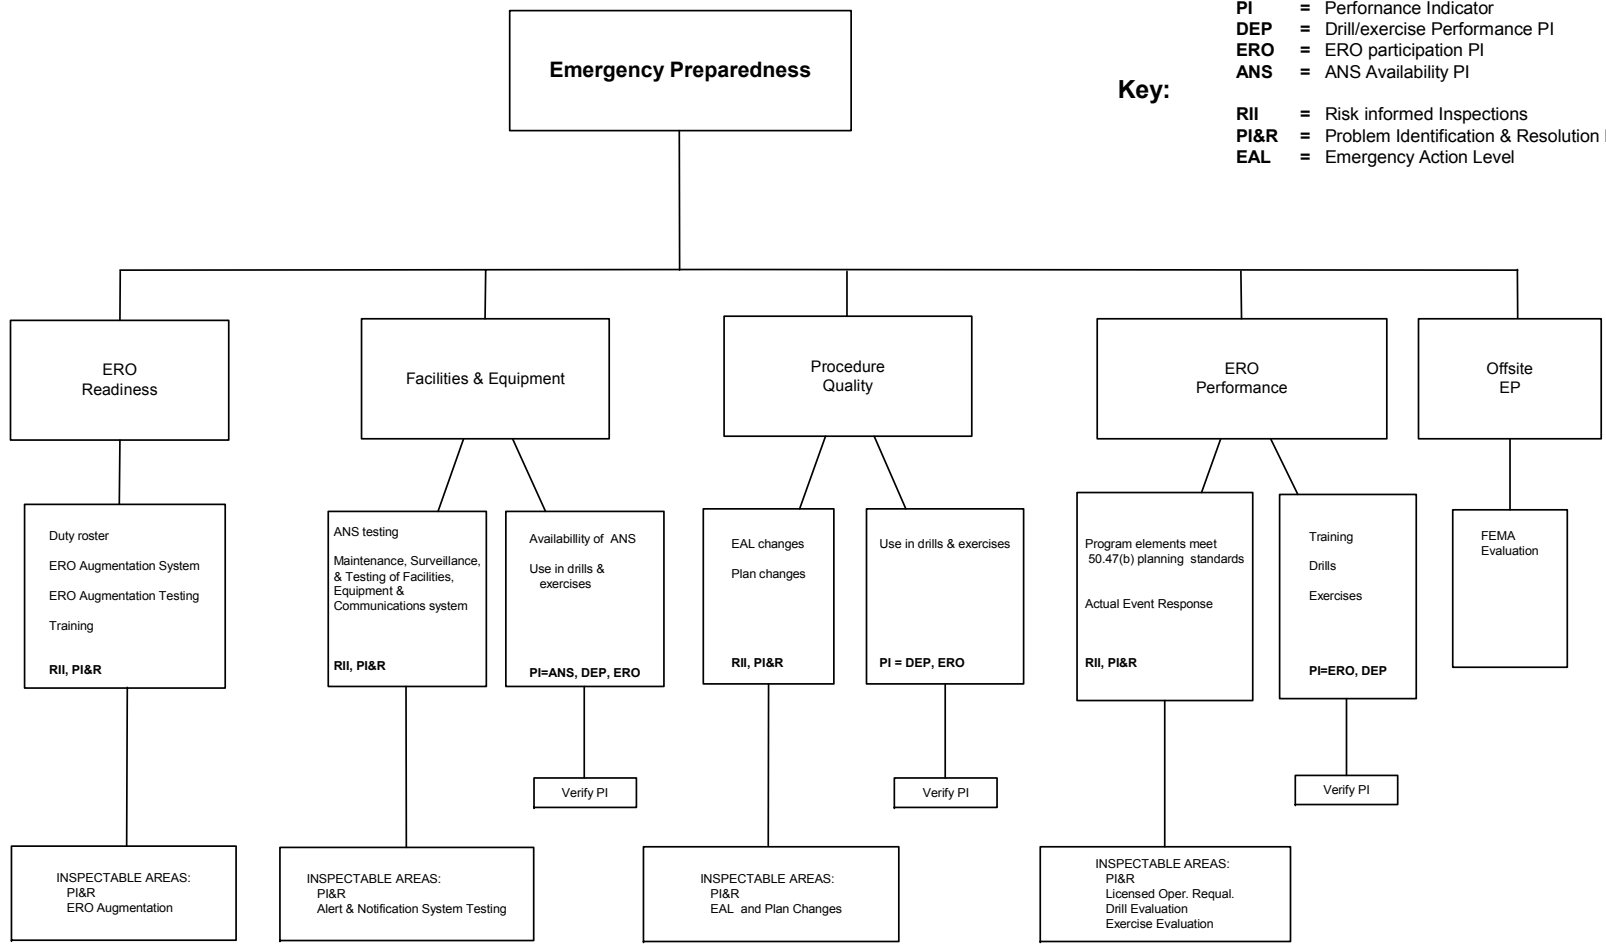 PI = Perfornance Indicator
DEP = Drill/exercise Performance PI
ERO = ERO participation PI
ANS = ANS Availability PI
Key:
RII = Risk informed Inspections
PI&R = Problem Identification & Resolution
EAL = Emergency Action Level
Emergency Preparedness
ERO
Readiness
Facilities & Equipment
Procedure
Quality
ERO
Performance
Offsite
EP
Duty roster
ERO Augmentation System
ERO Augmentation Testing
Training
RII, PI&R
ANS testing
Maintenance, Surveillance,
& Testing of Facilities,
Equipment &
Communications system
RII, PI&R
Availabillity of ANS
Use in drills &
exercises
PI=ANS, DEP, ERO
EAL changes
Plan changes
RII, PI&R
Use in drills & exercises
PI = DEP, ERO
Program elements meet
50.47(b) planning standards
Actual Event Response
RII, PI&R
Training
Drills
Exercises
PI=ERO, DEP
FEMA
Evaluation
Verify PI
Verify PI
Verify PI
INSPECTABLE AREAS:
PI&R
ERO Augmentation
INSPECTABLE AREAS:
PI&R
Alert & Notification System Testing
INSPECTABLE AREAS:
PI&R
EAL and Plan Changes
INSPECTABLE AREAS:
PI&R
Licensed Oper. Requal.
Drill Evaluation
Exercise Evaluation